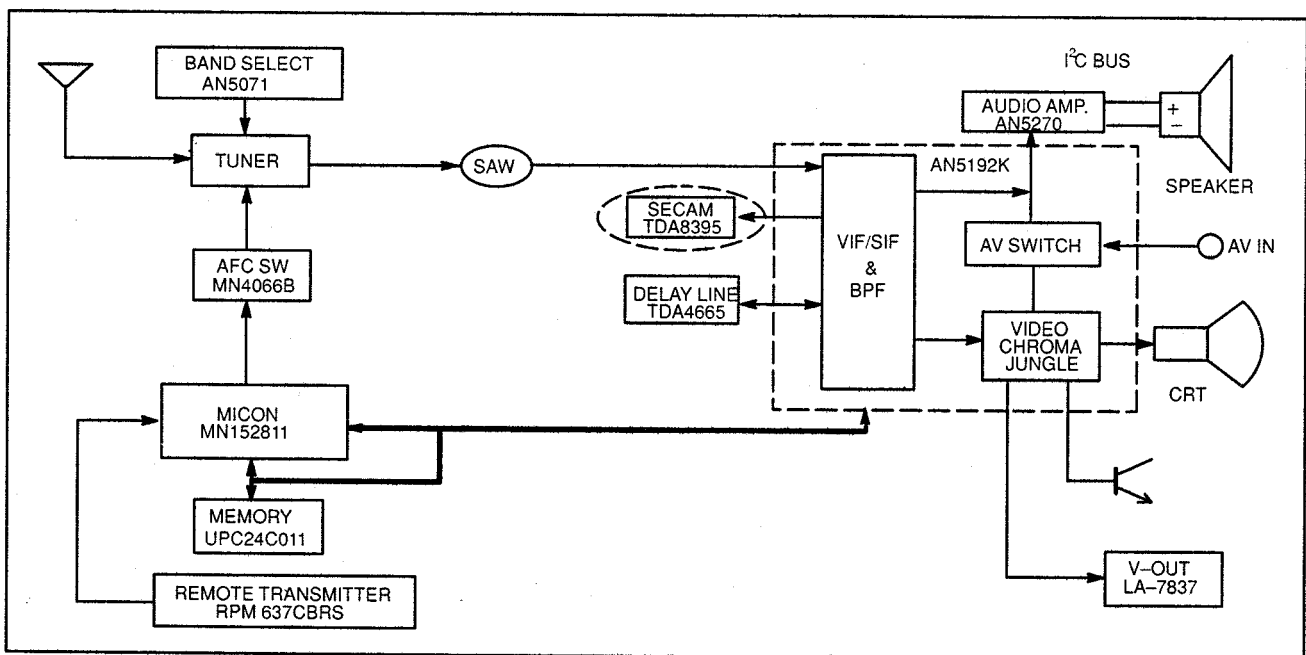 BAND SELECT
AN5071
I²C BUS
AUDIO AMP.
AN5270
+
–
SPEAKER
TUNER
SAW
AN5192K
SECAM
TDA8395
VIF/SIF
&
BPF
AV SWITCH
AV IN
AFC SW
MN4066B
DELAY LINE
TDA4665
VIDEO
CHROMA
JUNGLE
CRT
MICON
MN152811
MEMORY
UPC24C011
REMOTE TRANSMITTER
RPM 637CBRS
V–OUT
LA–7837